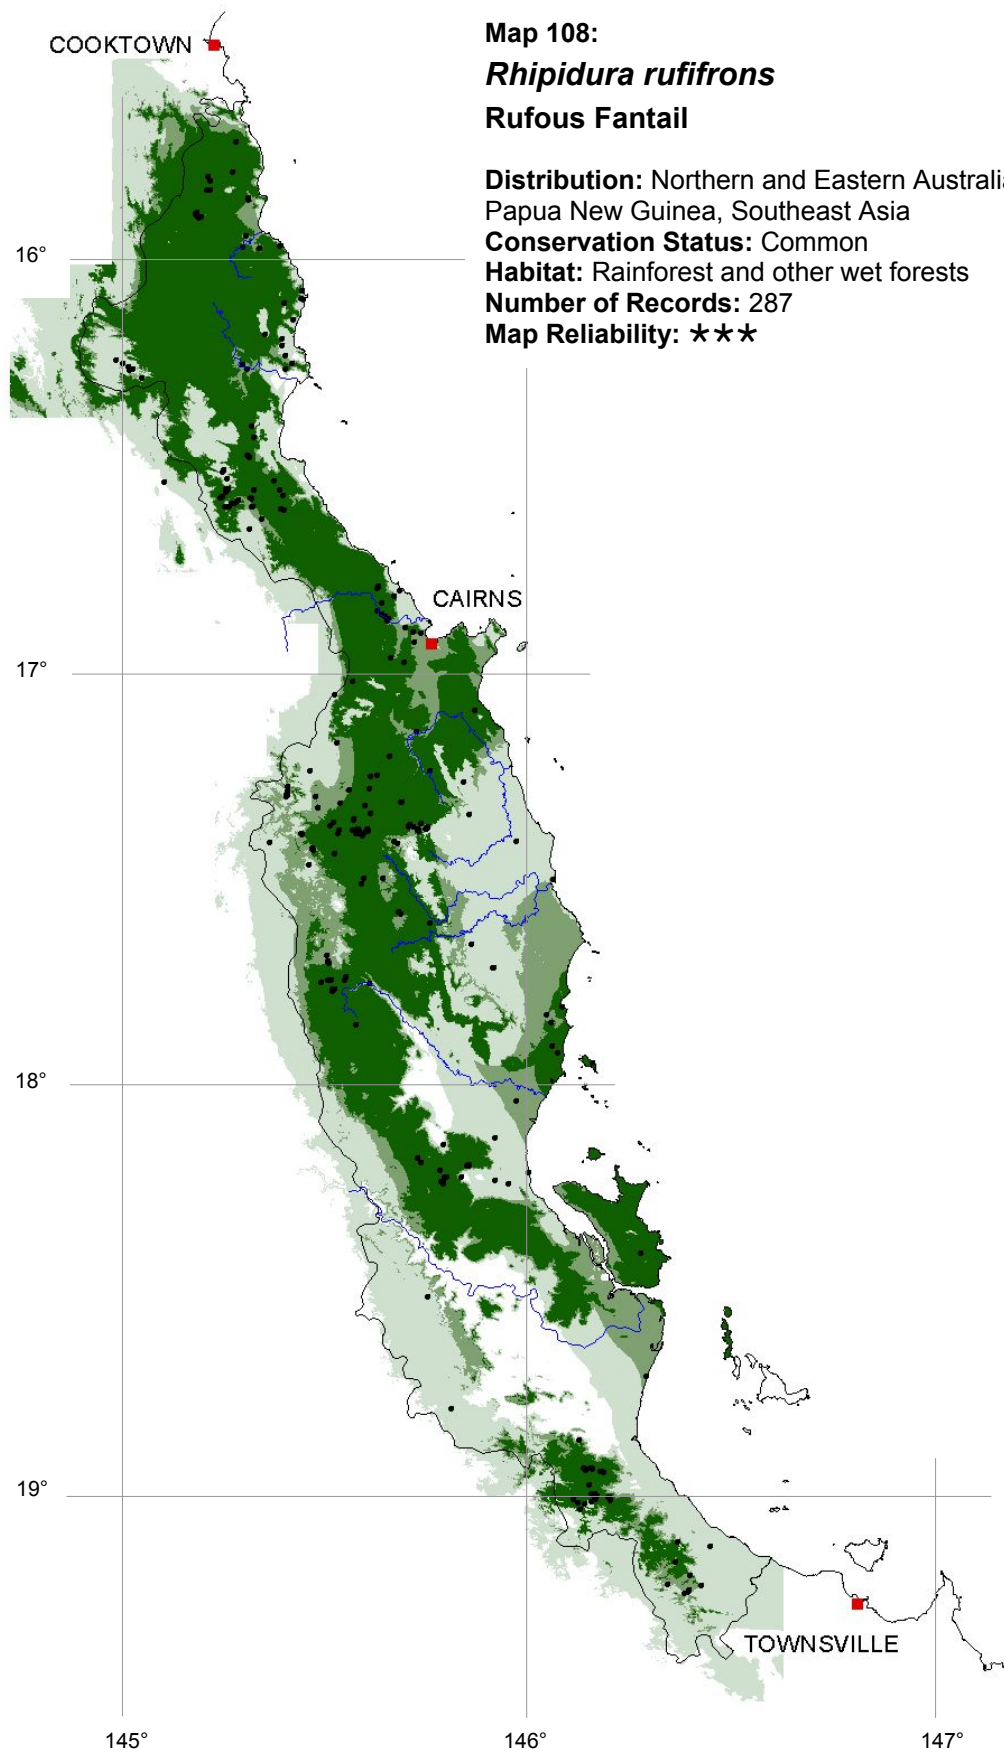 Map 108:
Rhipidura rufifrons
Rufous Fantail
Distribution: Northern and Eastern Australia
Papua New Guinea, Southeast Asia
Conservation Status: Common
Habitat: Rainforest and other wet forests
Number of Records: 287
Map Reliability: ★★★
COOKTOWN
16°
CAIRNS
17°
18°
19°
TOWNSVILLE
145°
146°
147°